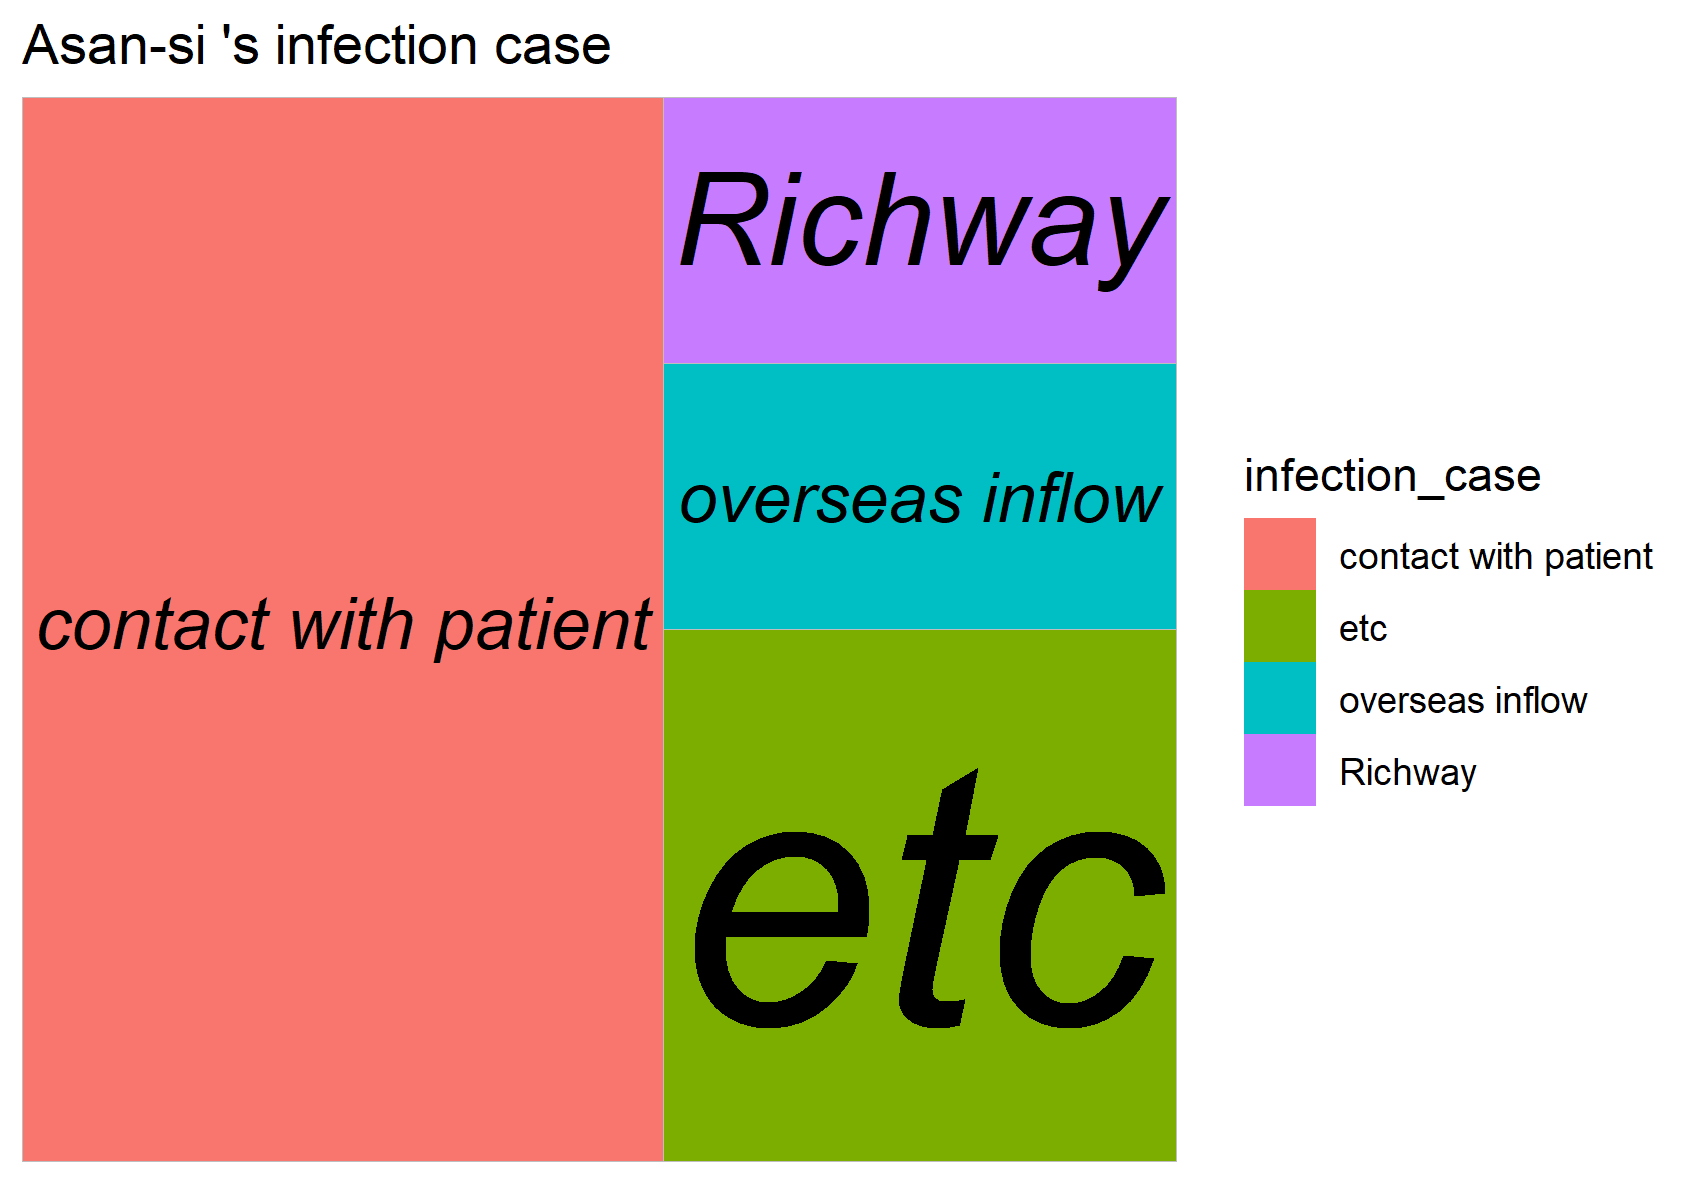 Asan-si 's infection case
Richway
overseas inflow
contact with patient
etc
infection_case
contact with patient
etc
overseas inflow
Richway